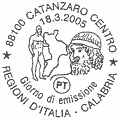 88100 CATANZARO CENTRO
18.3.2005
PT
Giorno di emissione
REGIONI D'ITALIA - CALABRIA